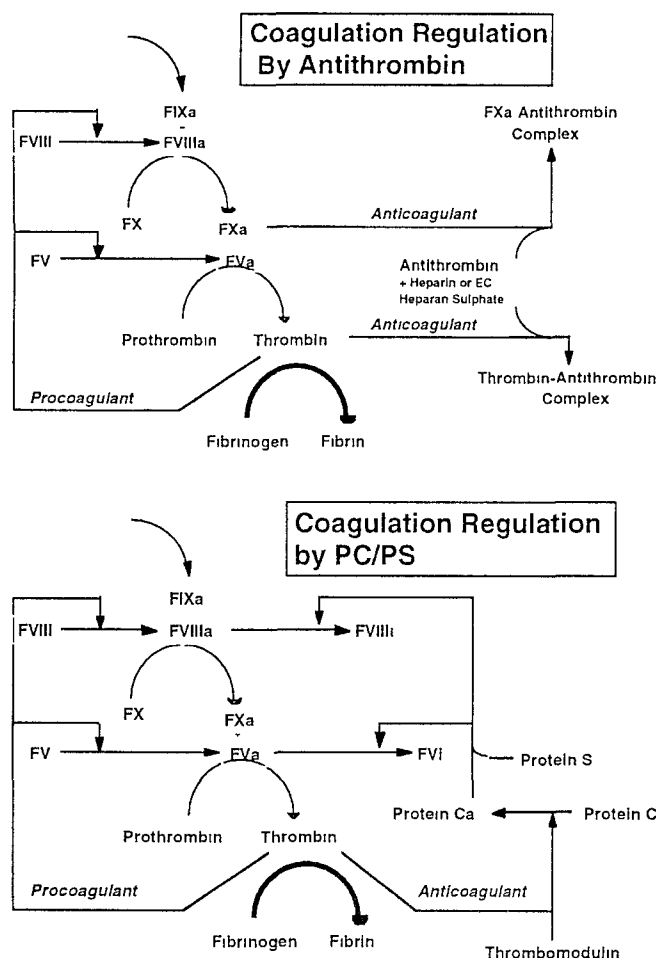 Coagulation Regulation
By Antithrombin
FIXa
FVIII
FVIIIa
FXa Antithrombin
Complex
FX
FXa
Anticoagulant
FV
FVa
Antithrombin
+ Heparin or EC
Heparan Sulphate
Prothrombin
Thrombin
Anticoagulant
Thrombin-Antithrombin
Complex
Procoagulant
Fibrinogen
Fibrin
Coagulation Regulation
by PC/PS
FIXa
FVIII
FVIIIa
FVIIIi
FX
FXa
FV
FVa
FVi
Protein S
Protein Ca
Protein C
Prothrombin
Thrombin
Procoagulant
Anticoagulant
Fibrinogen
Fibrin
Thrombomodulin